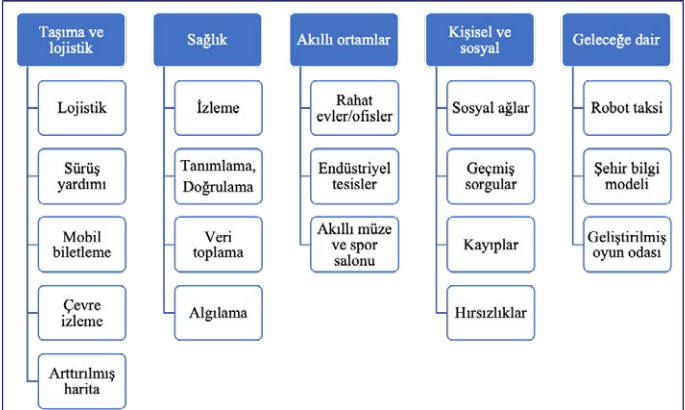 Taşıma ve
lojistik
Lojistik
Sürüş
yardımı
Mobil
biletleme
Çevre
izleme
Arttırılmış
harita
Sağlık
İzleme
Tanımlama,
Doğrulama
Veri
toplama
Algılama
Akıllı ortamlar
Rahat
evler/ofisler
Endüstriyel
tesisler
Akıllı müze
ve spor
salonu
Kişisel ve
sosyal
Sosyal ağlar
Geçmiş
sorgular
Kayıplar
Hırsızlıklar
Geleceğe dair
Robot taksi
Şehir bilgi
modeli
Geliştirilmiş
oyun odası